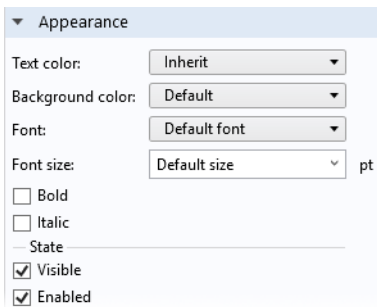 Appearance
Text color: Inherit
Background color: Default
Font: Default font
Font size: Default size pt
Bold
Italic
State
Visible
Enabled